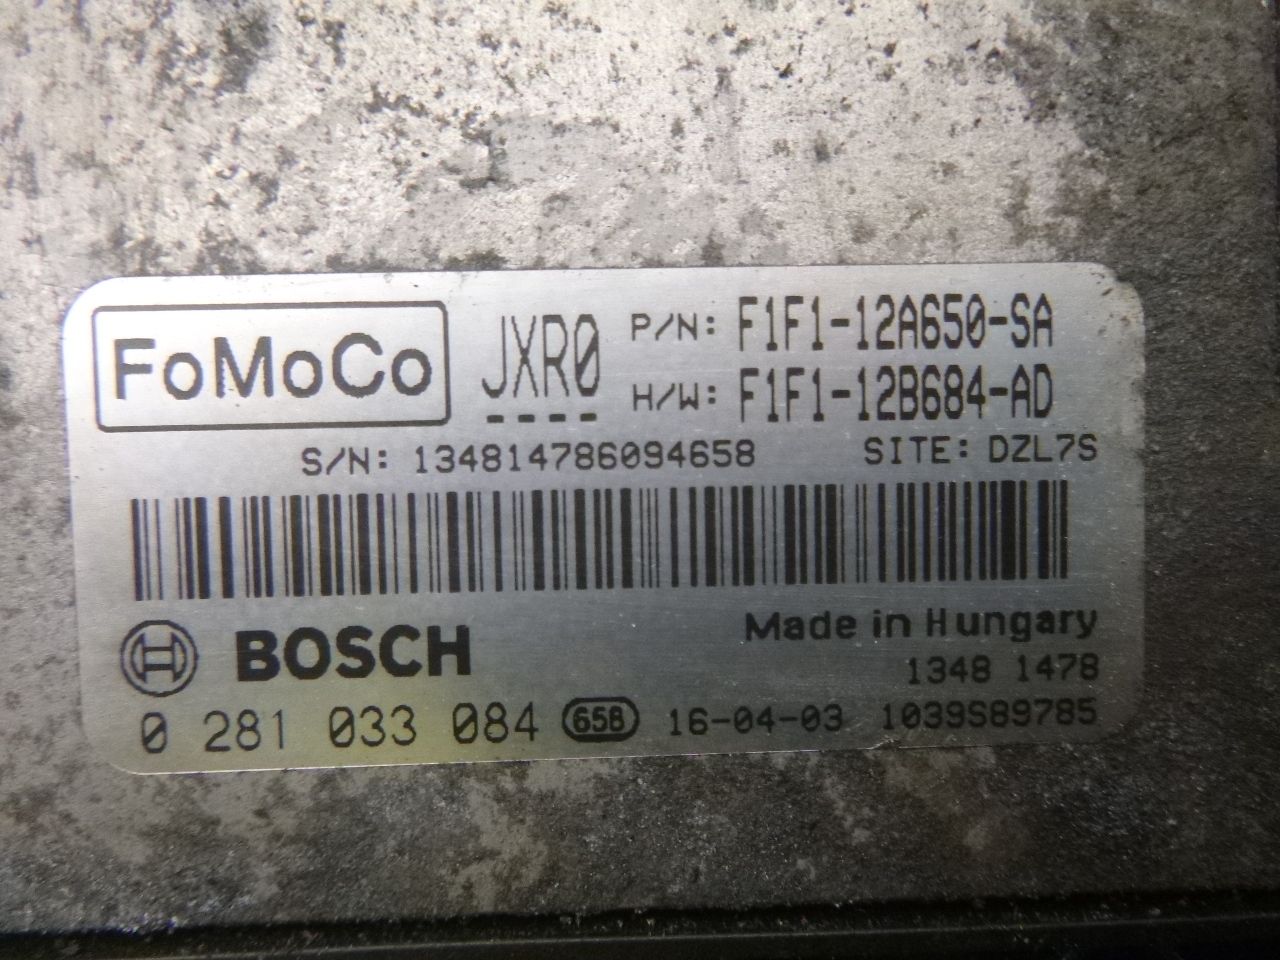 FoMoCo JXR0 P/N: F1F1-12A650-SA
H/W: F1F1-12B684-AD
S/N: 134814786094658 SITE: DZL7S
BOSCH Made in Hungary
1348 1478
0 281 033 084 658 16-04-03 1039S89785